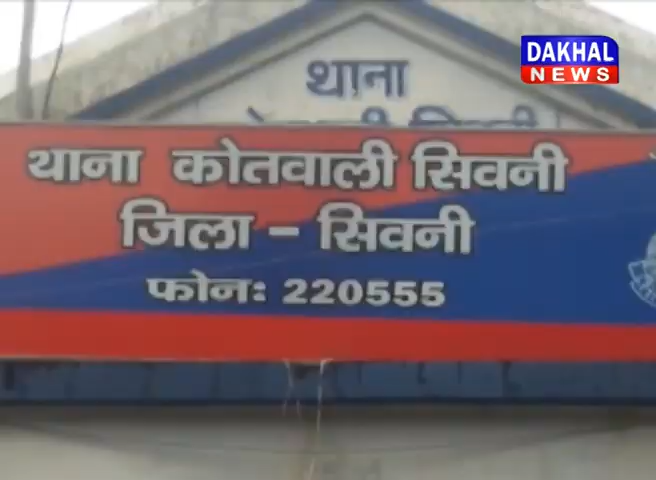 DAKHAL
NEWS
थाना
थाना कोतवाली सिवनी
जिला - सिवनी
फोनः 220555